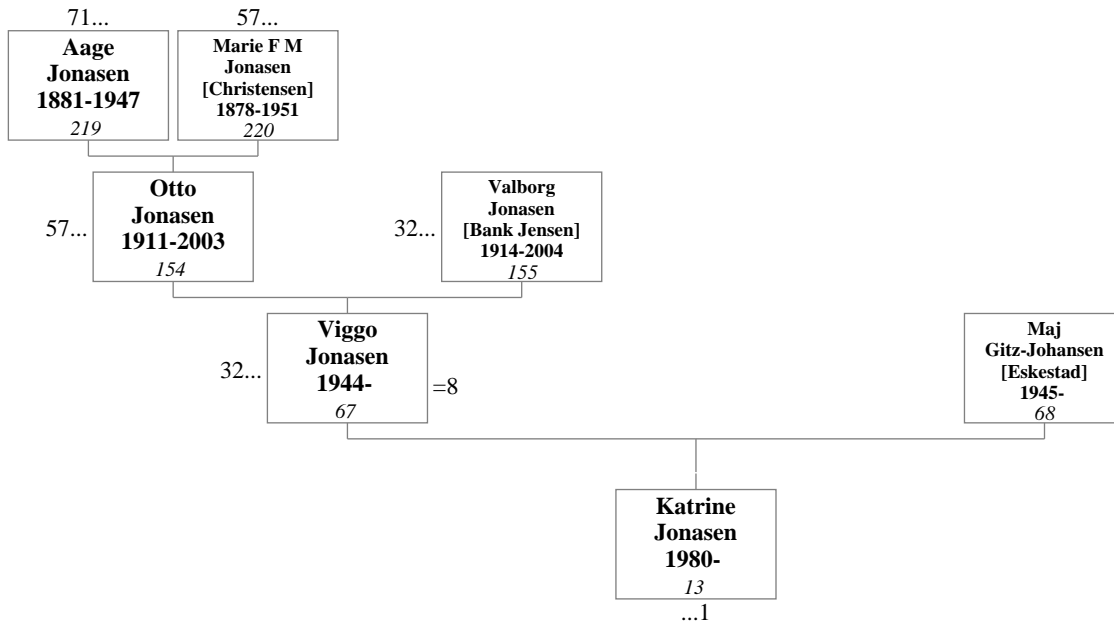 71...
57...
Aage
Jonasen
1881-1947
219
Marie F M
Jonasen
[Christensen]
1878-1951
220
57...
Otto
Jonasen
1911-2003
154
32...
Valborg
Jonasen
[Bank Jensen]
1914-2004
155
32...
Viggo
Jonasen
1944-
67
=8
Maj
Gitz-Johansen
[Eskestad]
1945-
68
Katrine
Jonasen
1980-
13
...1